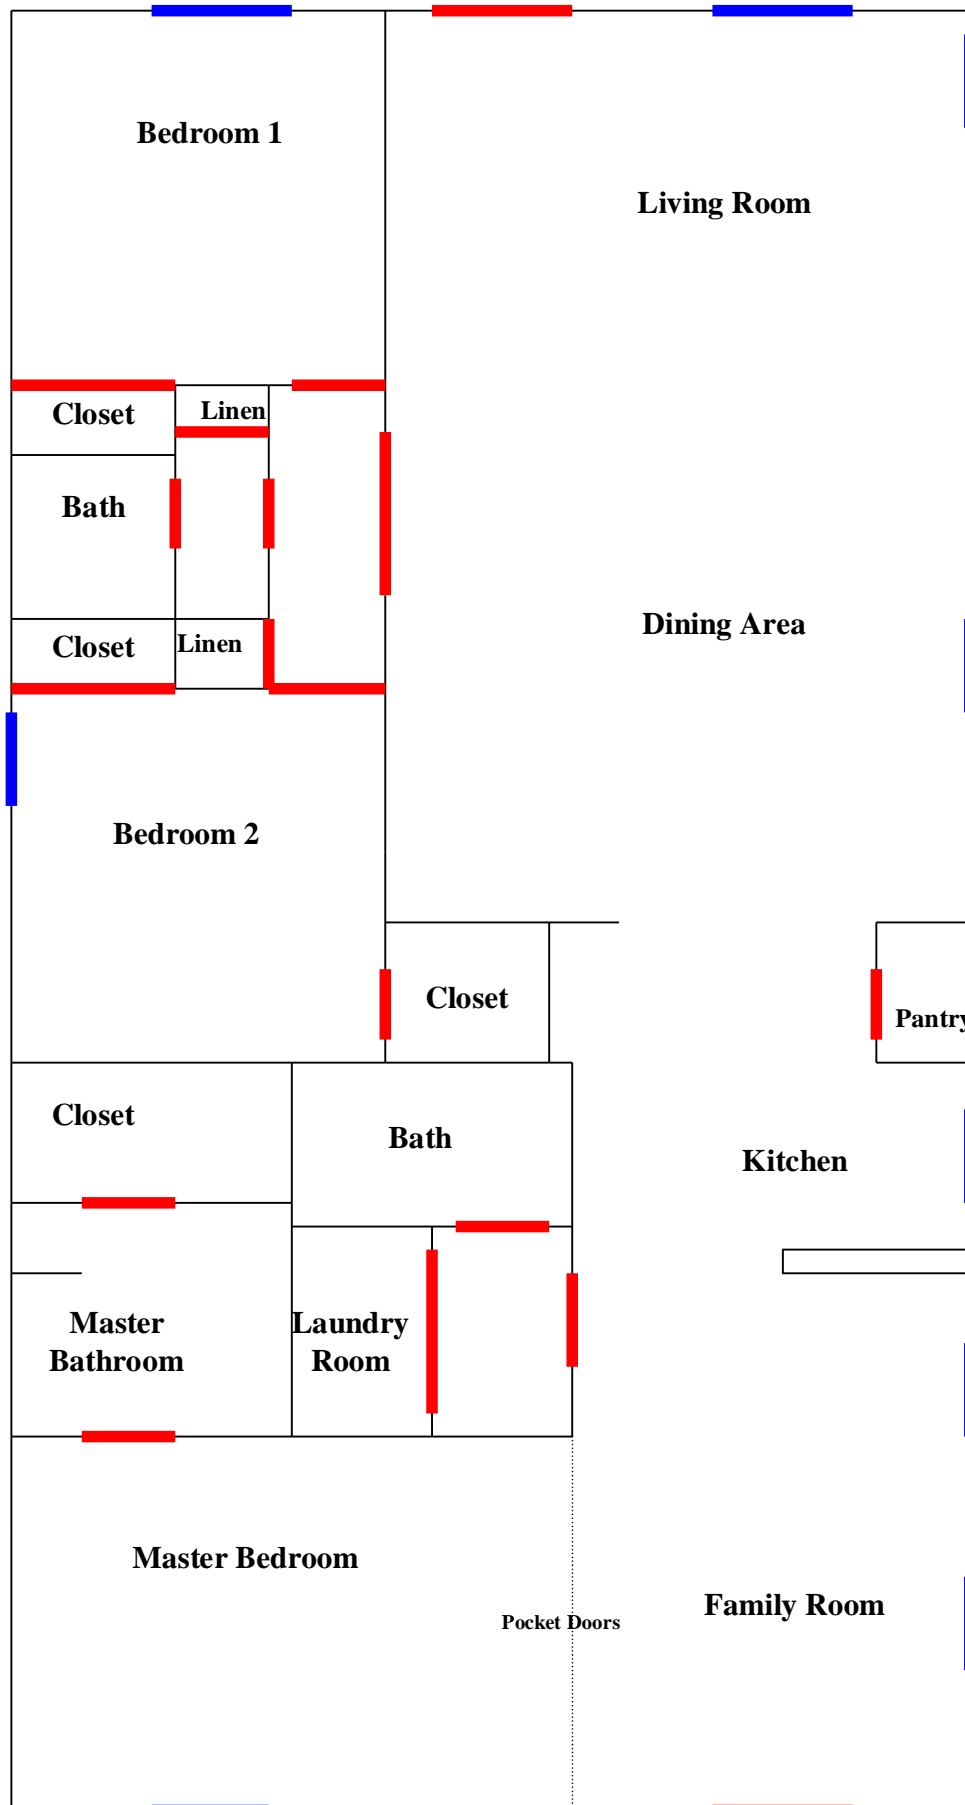 Bedroom 1
Living Room
Closet
Linen
Bath
Dining Area
Closet
Linen
Bedroom 2
Closet
Pantry
Closet
Bath
Kitchen
Master
Bathroom
Laundry
Room
Master Bedroom
Family Room
Pocket Doors